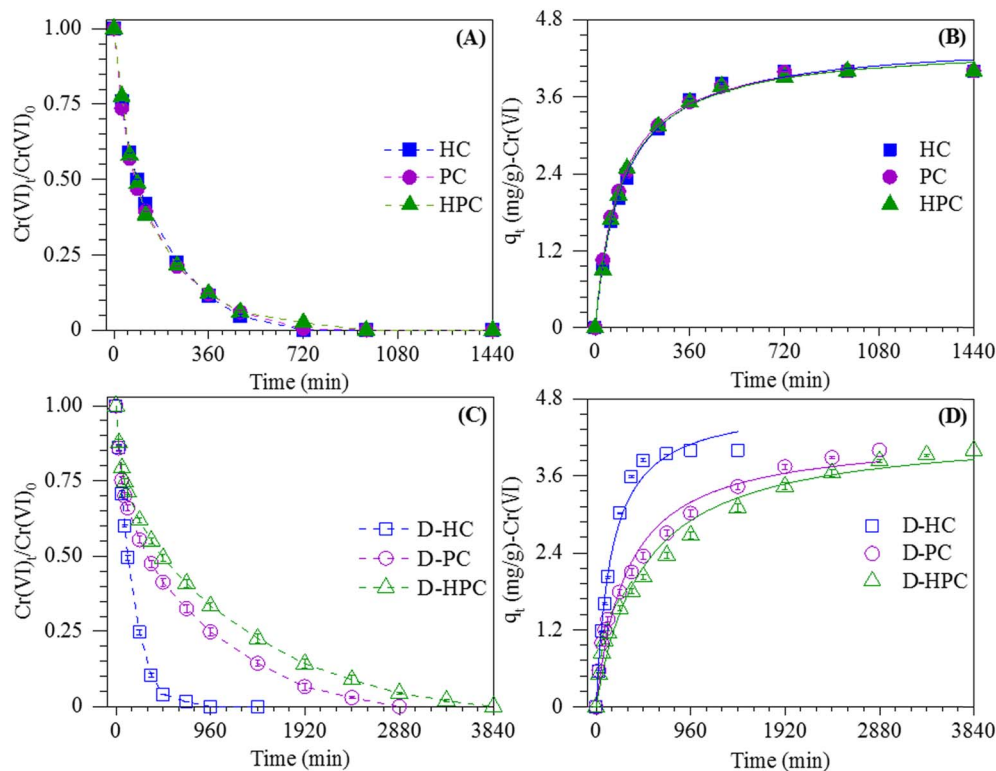 (A)
Cr(VI)t/Cr(VI)0
1.00
0.75
0.50
0.25
0
HC
PC
HPC
0 360 720 1080 1440
Time (min)
(B)
qt (mg/g)-Cr(VI)
4.8
3.6
2.4
1.2
0
HC
PC
HPC
0 360 720 1080 1440
Time (min)
(C)
Cr(VI)t/Cr(VI)0
1.00
0.75
0.50
0.25
0
D-HC
D-PC
D-HPC
0 960 1920 2880 3840
Time (min)
(D)
qt (mg/g)-Cr(VI)
4.8
3.6
2.4
1.2
0
D-HC
D-PC
D-HPC
0 960 1920 2880 3840
Time (min)